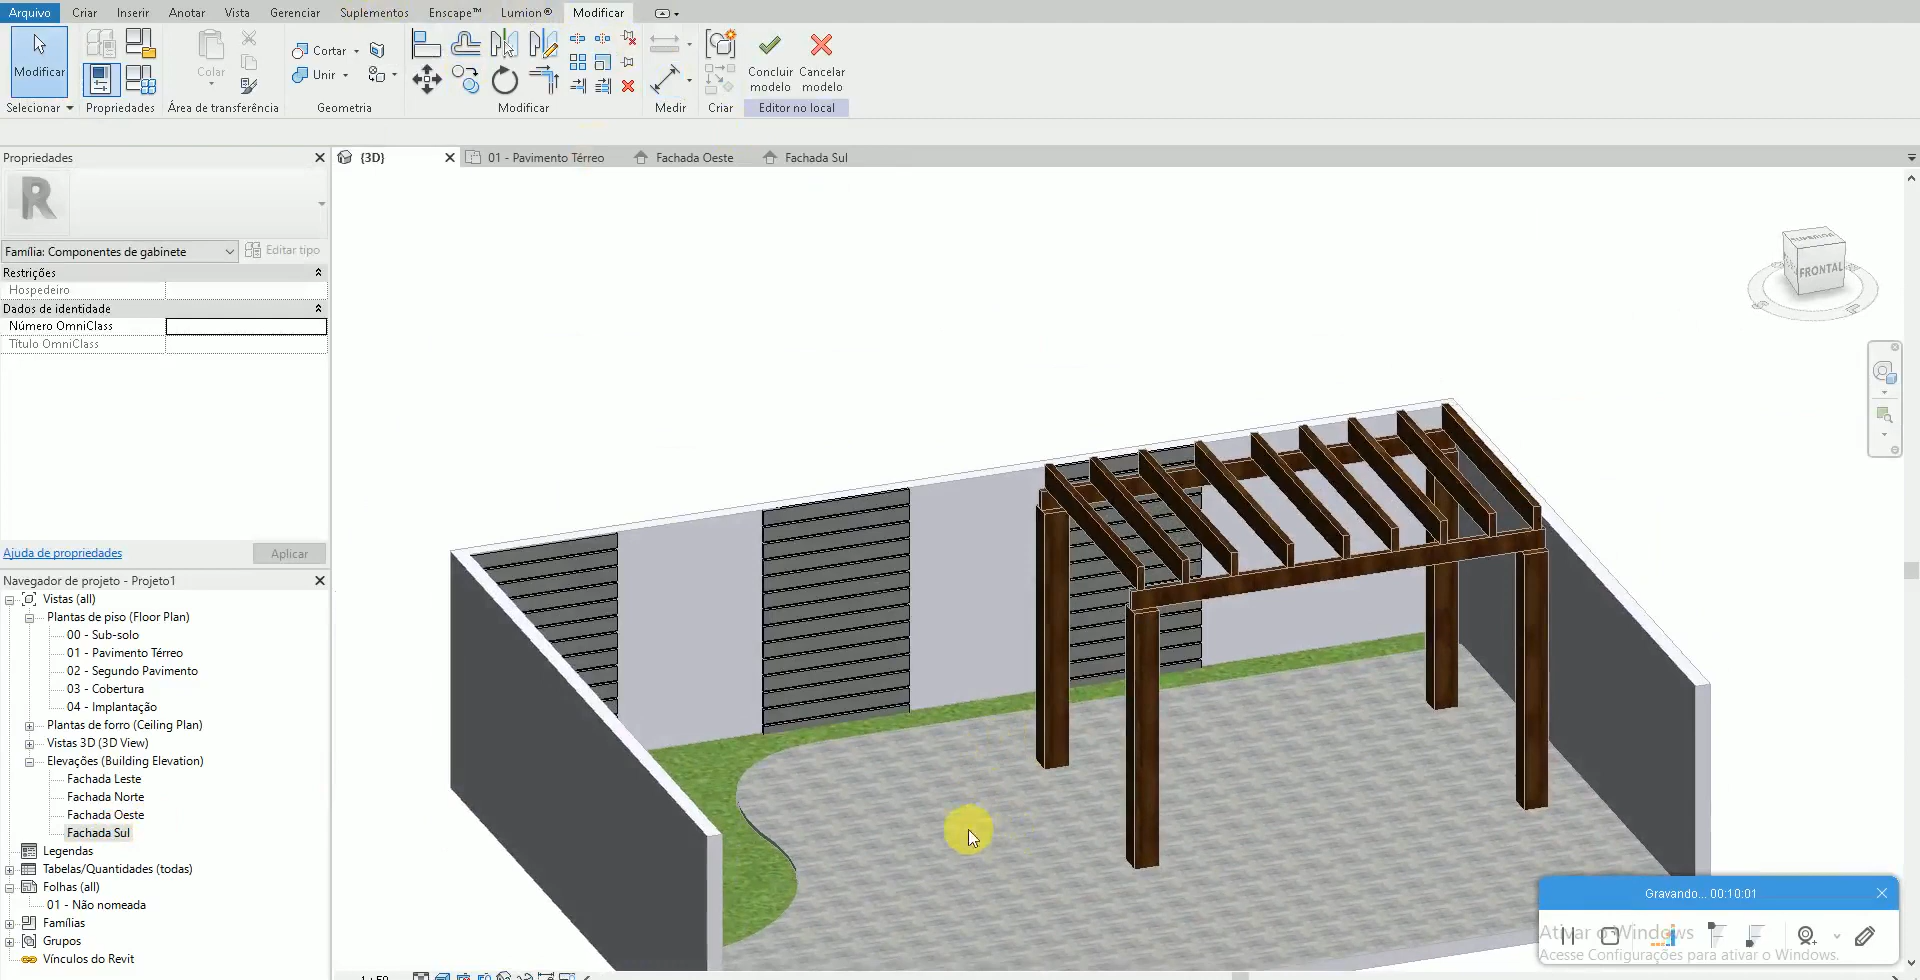 Arquivo Criar Inserir Anotar Vista Gerenciar Suplementos Enscape™ Lumion® Modificar
Modificar
Colar
Cortar
Unir
Concluir modelo
Cancelar modelo
Selecionar Propriedades Área de transferência Geometria Modificar Medir Criar Editor no local
Propriedades
{3D} 01 - Pavimento Térreo Fachada Oeste Fachada Sul
R
Família: Componentes de gabinete Editar tipo
Restrições
Hospedeiro
Dados de identidade
Número OmniClass
Título OmniClass
SUPERIOR
FRONTAL
Ajuda de propriedades Aplicar
Navegador de projeto - Projeto1
Vistas (all)
Plantas de piso (Floor Plan)
00 - Sub-solo
01 - Pavimento Térreo
02 - Segundo Pavimento
03 - Cobertura
04 - Implantação
Plantas de forro (Ceiling Plan)
Vistas 3D (3D View)
Elevações (Building Elevation)
Fachada Leste
Fachada Norte
Fachada Oeste
Fachada Sul
Legendas
Tabelas/Quantidades (todas)
Folhas (all)
01 - Não nomeada
Famílias
Grupos
Vínculos do Revit
Gravando... 00:10:01
Ativar o Windows
Acesse Configurações para ativar o Windows.